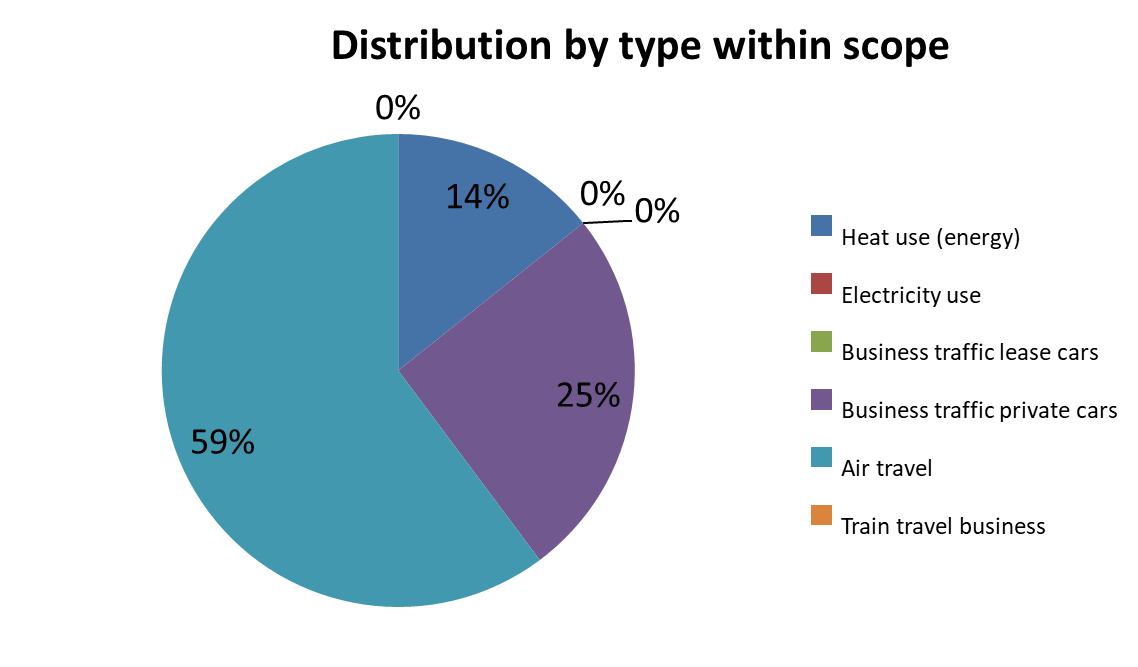 Distribution by type within scope
0%
14%
0%
0%
25%
59%
Heat use (energy)
Electricity use
Business traffic lease cars
Business traffic private cars
Air travel
Train travel business